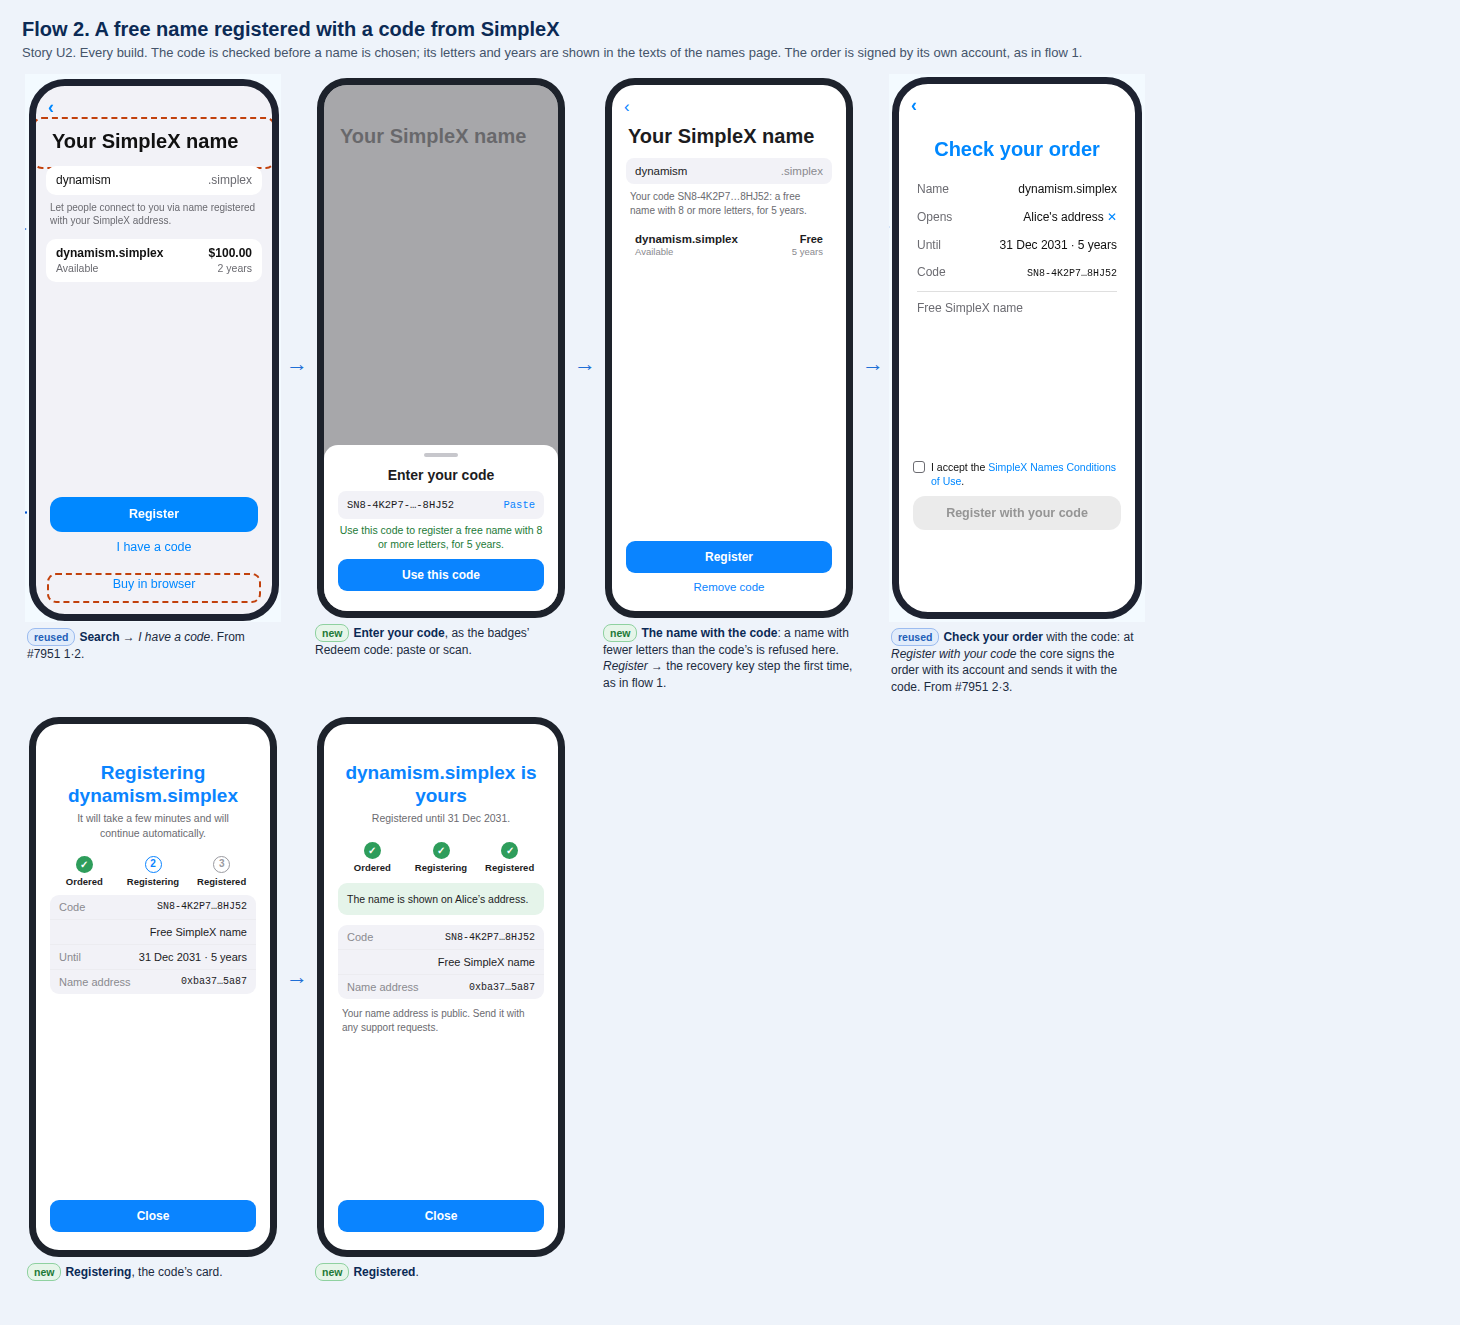 Flow 2. A free name registered with a code from SimpleX
Story U2. Every build. The code is checked before a name is chosen; its letters and years are shown in the texts of the names page. The order is signed by its own account, as in flow 1.
‹
Your SimpleX name
dynamism .simplex
Let people connect to you via name registered
with your SimpleX address.
dynamism.simplex $100.00
Available 2 years
Register
I have a code
Buy in browser
reused Search → I have a code. From
#7951 1·2.
→
Your SimpleX name
Enter your code
SN8-4K2P7-…-8HJ52 Paste
Use this code to register a free name with 8
or more letters, for 5 years.
Use this code
new Enter your code, as the badges’
Redeem code: paste or scan.
→
‹
Your SimpleX name
dynamism .simplex
Your code SN8-4K2P7…8HJ52: a free
name with 8 or more letters, for 5 years.
dynamism.simplex Free
Available 5 years
Register
Remove code
new The name with the code: a name with
fewer letters than the code’s is refused here.
Register → the recovery key step the first time,
as in flow 1.
→
‹
Check your order
Name dynamism.simplex
Opens Alice's address ✕
Until 31 Dec 2031 · 5 years
Code SN8-4K2P7…8HJ52
Free SimpleX name
I accept the SimpleX Names Conditions
of Use.
Register with your code
reused Check your order with the code: at
Register with your code the core signs the
order with its account and sends it with the
code. From #7951 2·3.
Registering
dynamism.simplex
It will take a few minutes and will
continue automatically.
✓ 2 3
Ordered Registering Registered
Code SN8-4K2P7…8HJ52
Free SimpleX name
Until 31 Dec 2031 · 5 years
Name address 0xba37…5a87
Close
new Registering, the code’s card.
→
dynamism.simplex is
yours
Registered until 31 Dec 2031.
✓ ✓ ✓
Ordered Registering Registered
The name is shown on Alice’s address.
Code SN8-4K2P7…8HJ52
Free SimpleX name
Name address 0xba37…5a87
Your name address is public. Send it with
any support requests.
Close
new Registered.